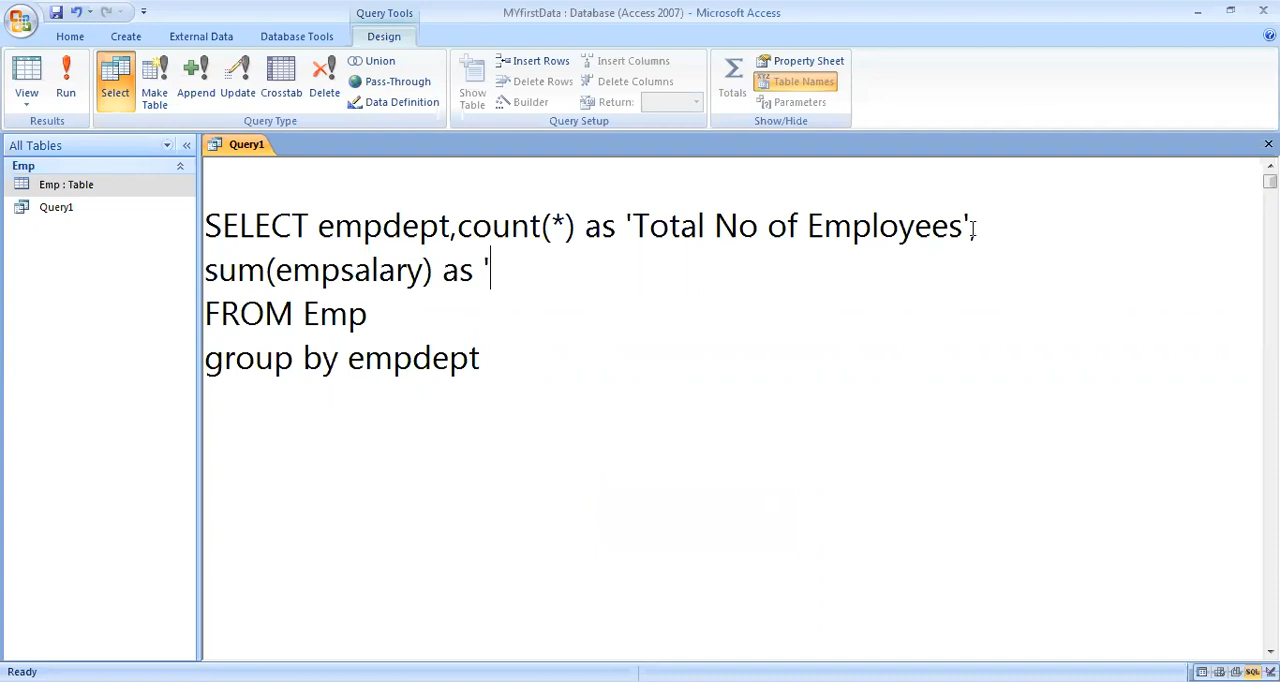 Query Tools
MYfirstData : Database (Access 2007) - Microsoft Access
Home Create External Data Database Tools Design
View Run Select Make Table Append Update Crosstab Delete
Union
Pass-Through
Data Definition
Show Table
Insert Rows
Delete Rows
Builder
Insert Columns
Delete Columns
Return:
Totals
Property Sheet
XYZ Table Names
Parameters
Results Query Type Query Setup Show/Hide
All Tables
Query1
Emp
Emp : Table
Query1
SELECT empdept,count(*) as 'Total No of Employees',
sum(empsalary) as '
FROM Emp
group by empdept
Ready
SQL